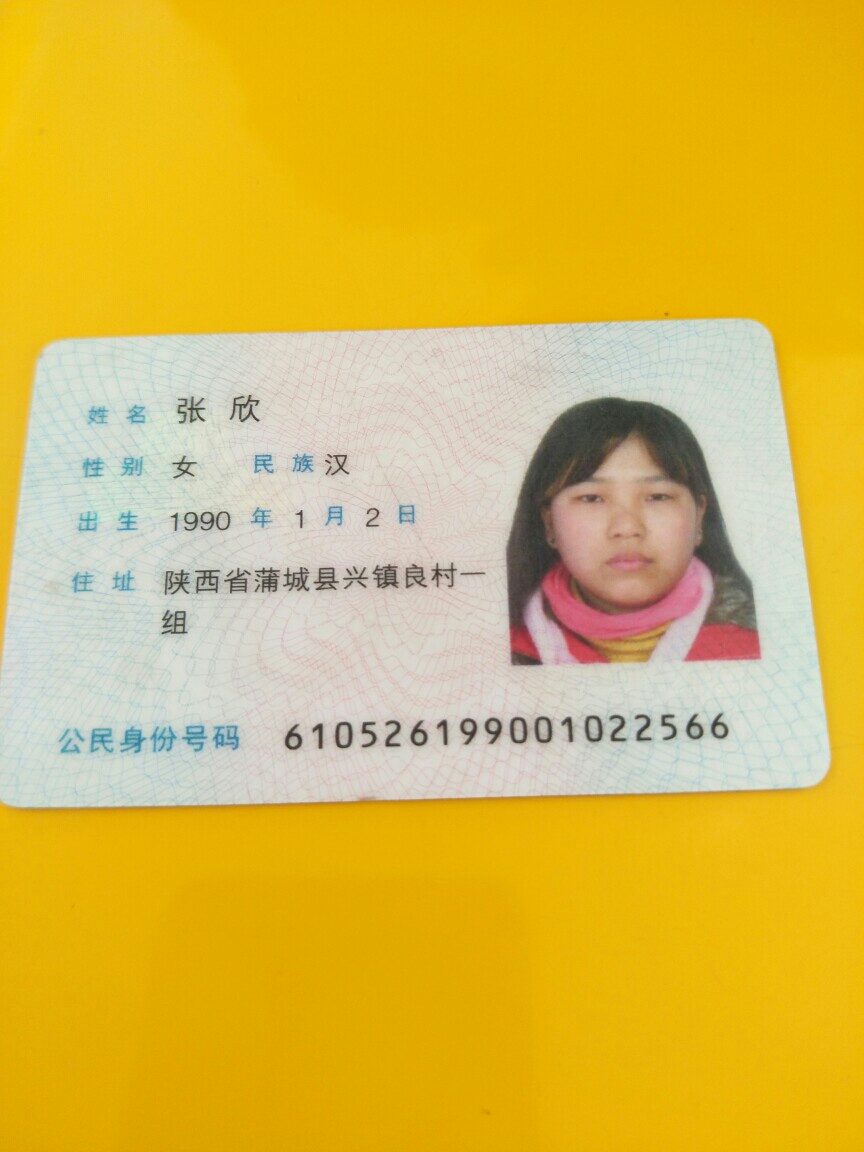 姓名 张欣
性别 女 民族 汉
出生 1990 年 1 月 2 日
住址 陕西省蒲城县兴镇良村一
组
公民身份号码 610526199001022566